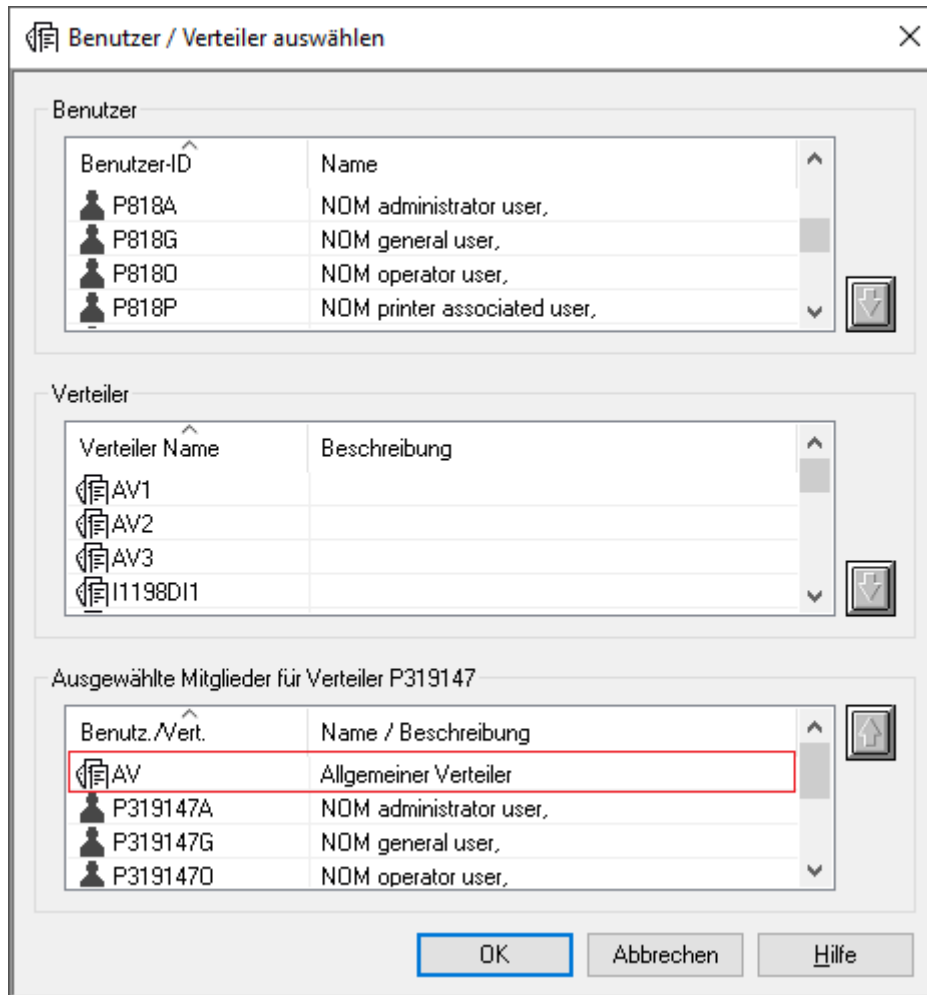 Benutzer / Verteiler auswählen
Benutzer
Benutzer-ID Name
P818A NOM administrator user,
P818G NOM general user,
P818O NOM operator user,
P818P NOM printer associated user,
Verteiler
Verteiler Name Beschreibung
AV1
AV2
AV3
I1198DI1
Ausgewählte Mitglieder für Verteiler P319147
Benutz./Vert. Name / Beschreibung
AV Allgemeiner Verteiler
P319147A NOM administrator user,
P319147G NOM general user,
P319147O NOM operator user,
OK Abbrechen Hilfe